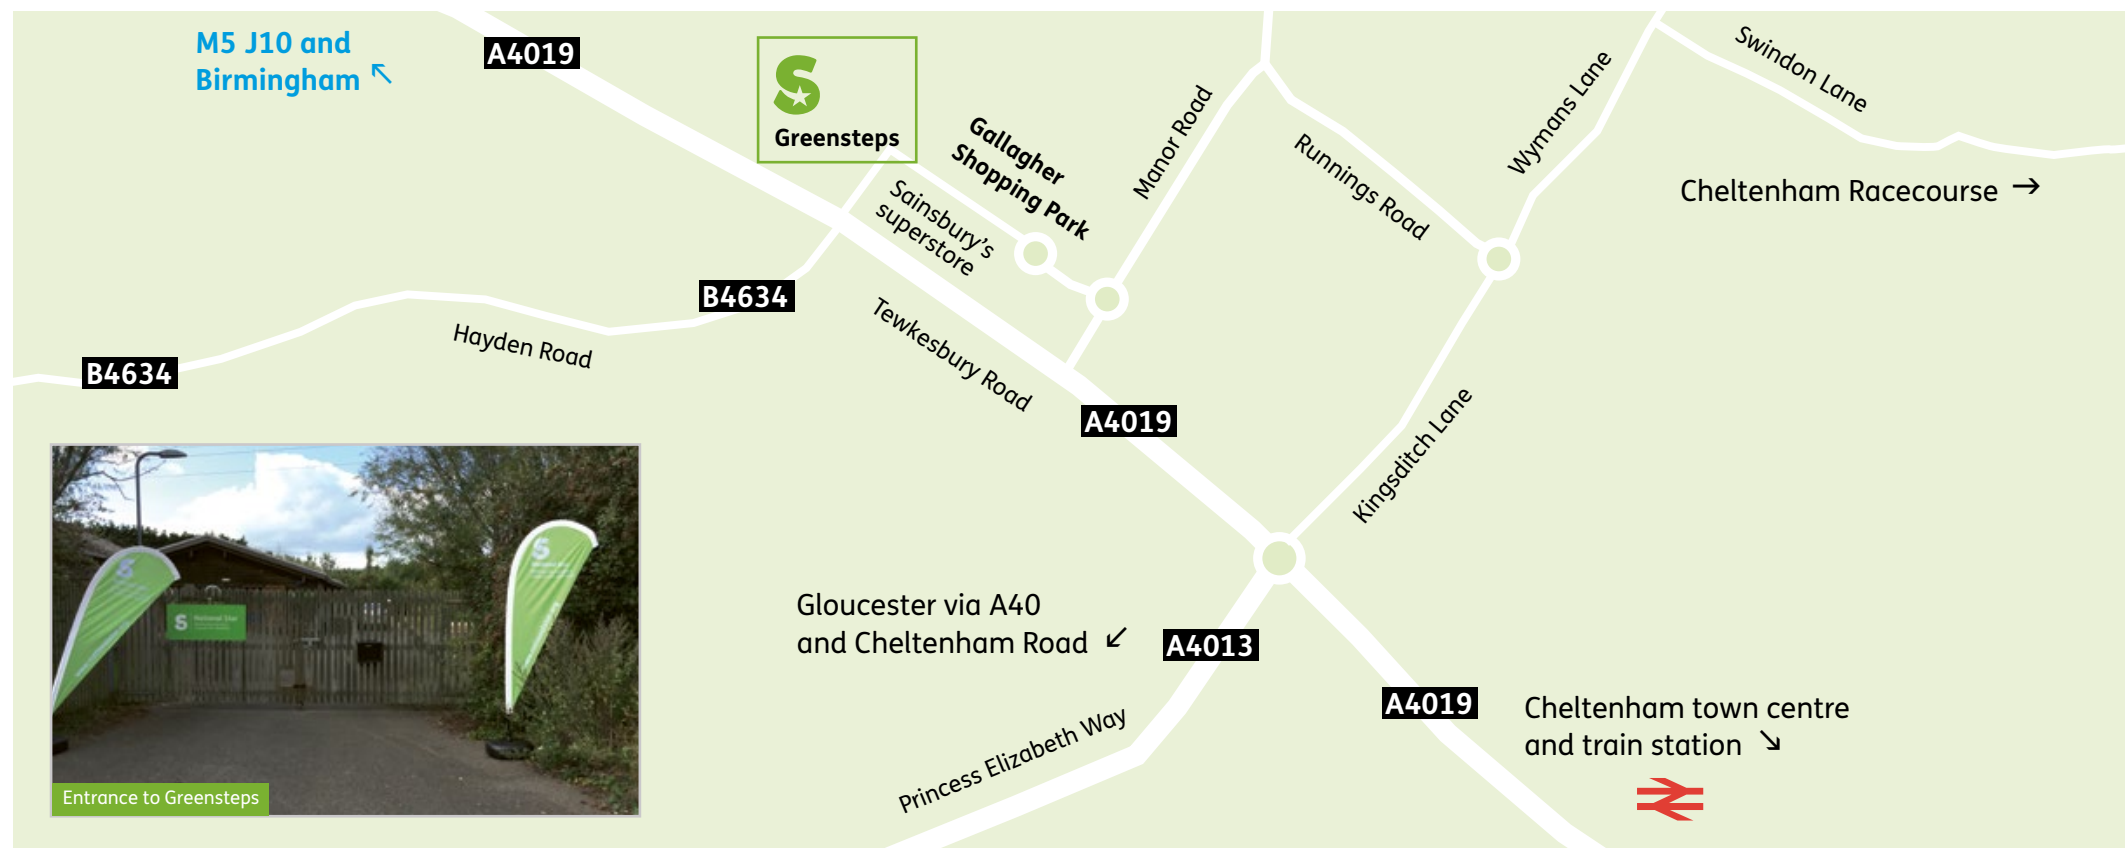 M5 J10 and
Birmingham ↖
A4019
Greensteps
Gallagher
Shopping Park
Sainsbury's
superstore
Manor Road
Runnings Road
Wymans Lane
Swindon Lane
Cheltenham Racecourse →
B4634
Hayden Road
B4634
Tewkesbury Road
A4019
Kingsditch Lane
Gloucester via A40
and Cheltenham Road ↙
A4013
Princess Elizabeth Way
A4019
Cheltenham town centre
and train station ↘
National Star
Entrance to Greensteps